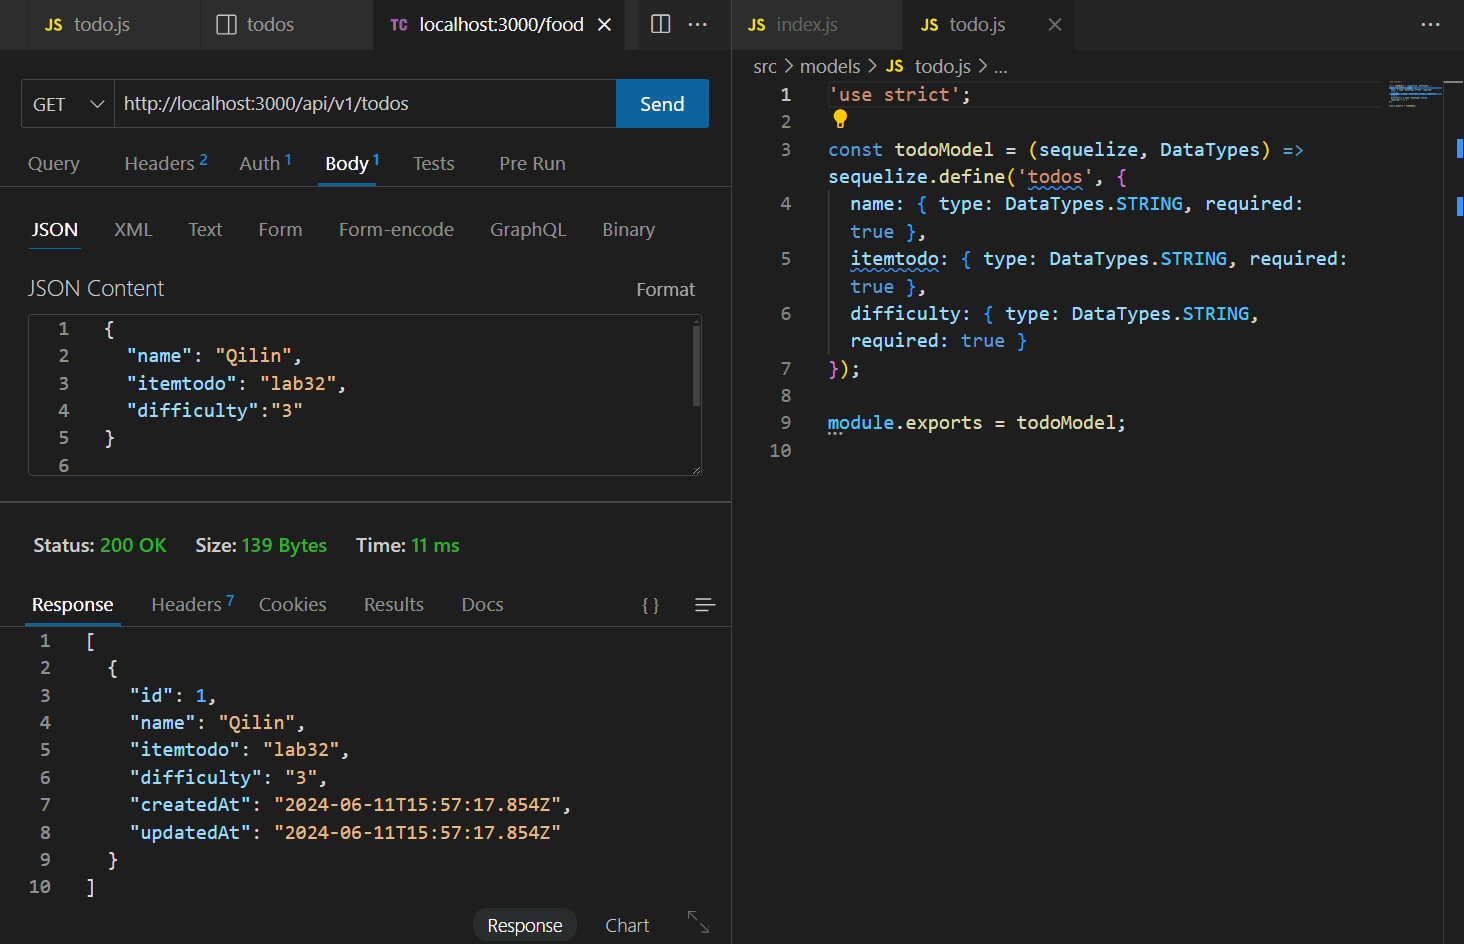 JS todo.js
todos
TC localhost:3000/food
GET http://localhost:3000/api/v1/todos Send
Query Headers 2 Auth 1 Body 1 Tests Pre Run
JSON XML Text Form Form-encode GraphQL Binary
JSON Content Format
1 {
2 "name": "Qilin",
3 "itemtodo": "lab32",
4 "difficulty":"3"
5 }
6
Status: 200 OK Size: 139 Bytes Time: 11 ms
Response Headers 7 Cookies Results Docs { }
1 [
2 {
3 "id": 1,
4 "name": "Qilin",
5 "itemtodo": "lab32",
6 "difficulty": "3",
7 "createdAt": "2024-06-11T15:57:17.854Z",
8 "updatedAt": "2024-06-11T15:57:17.854Z"
9 }
10 ]
Response Chart
JS index.js
JS todo.js
src > models > JS todo.js > ...
1 'use strict';
2
3 const todoModel = (sequelize, DataTypes) =>
sequelize.define('todos', {
4 name: { type: DataTypes.STRING, required:
true },
5 itemtodo: { type: DataTypes.STRING, required:
true },
6 difficulty: { type: DataTypes.STRING,
required: true }
7 });
8
9 module.exports = todoModel;
10